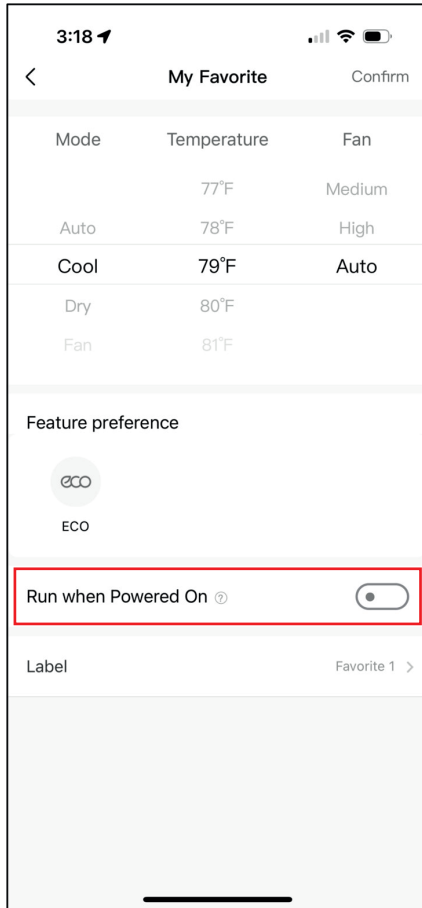 3:18
My Favorite Confirm
Mode Temperature Fan
77°F Medium
Auto 78°F High
Cool 79°F Auto
Dry 80°F
Fan 81°F
Feature preference
eco
ECO
Run when Powered On ?
Label Favorite 1 >